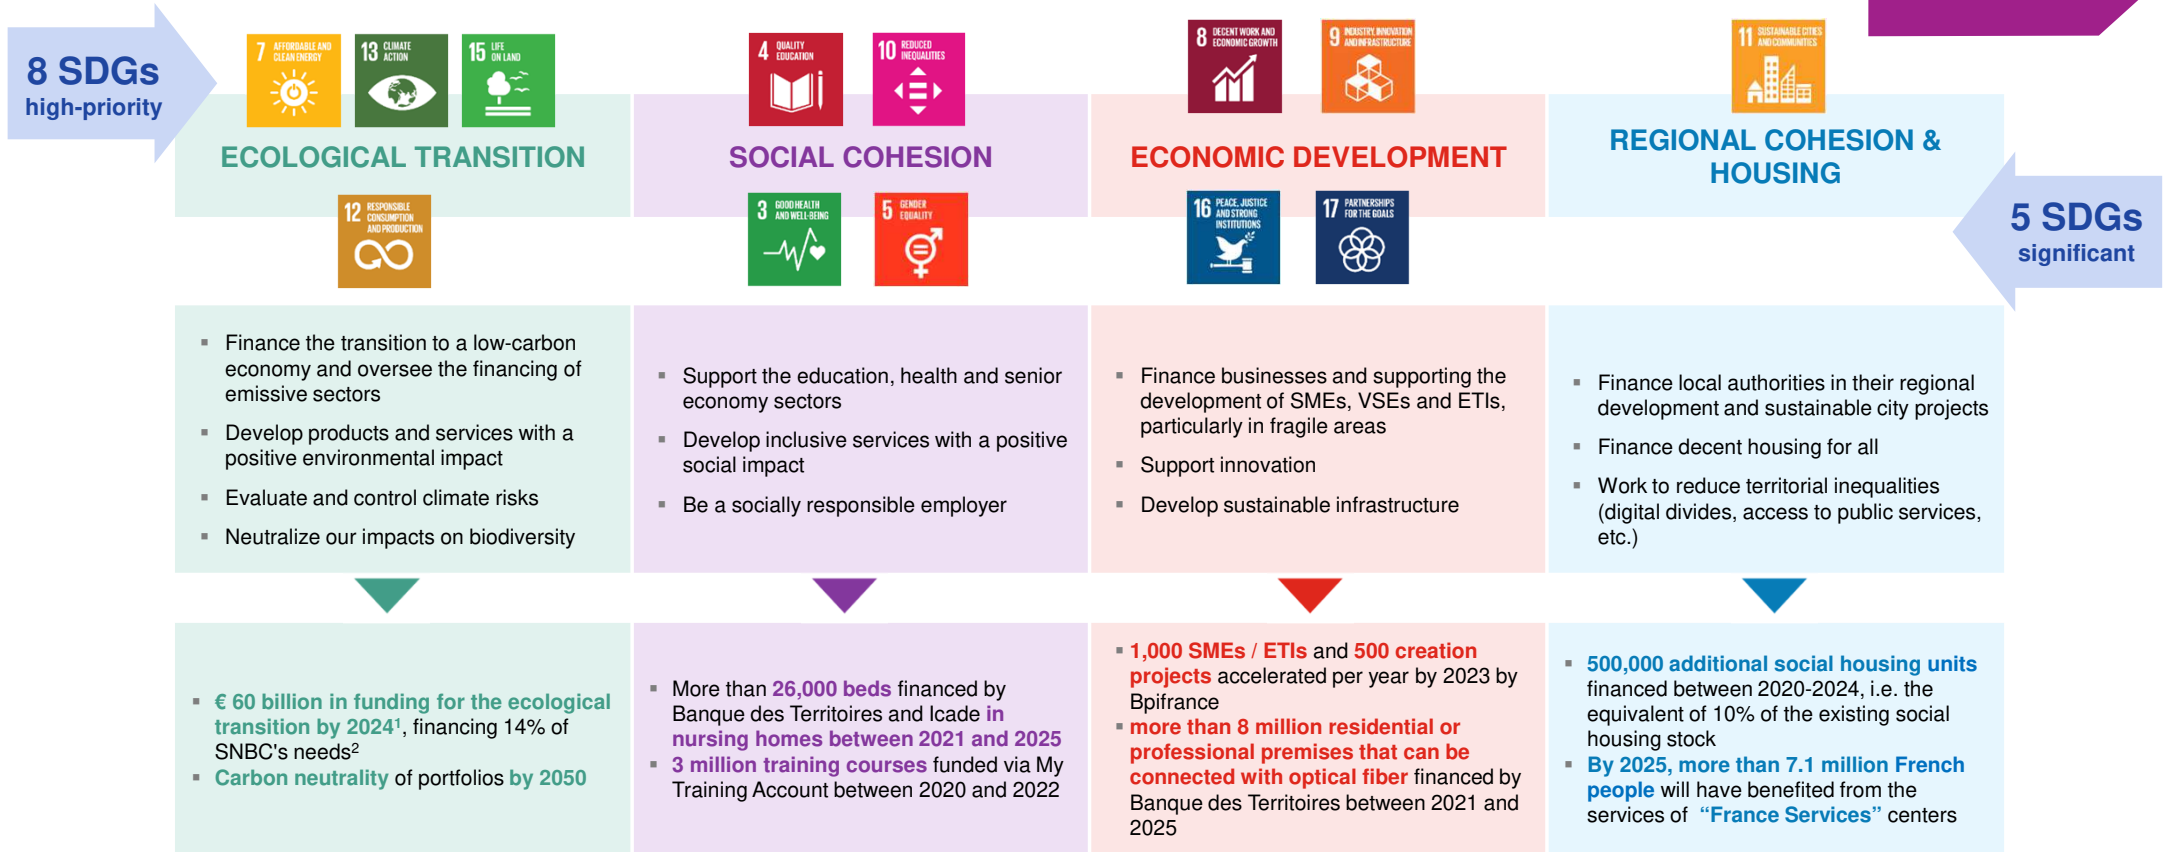 8 SDGs
high-priority
7 AFFORDABLE AND
CLEAN ENERGY
13 CLIMATE
ACTION
15 LIFE
ON LAND
ECOLOGICAL TRANSITION
12 RESPONSIBLE
CONSUMPTION
AND PRODUCTION
4 QUALITY
EDUCATION
10 REDUCED
INEQUALITIES
SOCIAL COHESION
3 GOOD HEALTH
AND WELL-BEING
5 GENDER
EQUALITY
8 DECENT WORK AND
ECONOMIC GROWTH
9 INDUSTRY, INNOVATION
AND INFRASTRUCTURE
ECONOMIC DEVELOPMENT
16 PEACE, JUSTICE
AND STRONG
INSTITUTIONS
17 PARTNERSHIPS
FOR THE GOALS
11 SUSTAINABLE CITIES
AND COMMUNITIES
REGIONAL COHESION &
HOUSING
5 SDGs
significant
▪ Finance the transition to a low-carbon
economy and oversee the financing of
emissive sectors
▪ Develop products and services with a
positive environmental impact
▪ Evaluate and control climate risks
▪ Neutralize our impacts on biodiversity
▪ Support the education, health and senior
economy sectors
▪ Develop inclusive services with a positive
social impact
▪ Be a socially responsible employer
▪ Finance businesses and supporting the
development of SMEs, VSEs and ETIs,
particularly in fragile areas
▪ Support innovation
▪ Develop sustainable infrastructure
▪ Finance local authorities in their regional
development and sustainable city projects
▪ Finance decent housing for all
▪ Work to reduce territorial inequalities
(digital divides, access to public services,
etc.)
▪ € 60 billion in funding for the ecological
transition by 2024¹, financing 14% of
SNBC's needs²
▪ Carbon neutrality of portfolios by 2050
▪ More than 26,000 beds financed by
Banque des Territoires and Icade in
nursing homes between 2021 and 2025
▪ 3 million training courses funded via My
Training Account between 2020 and 2022
▪ 1,000 SMEs / ETIs and 500 creation
projects accelerated per year by 2023 by
Bpifrance
▪ more than 8 million residential or
professional premises that can be
connected with optical fiber financed by
Banque des Territoires between 2021 and
2025
▪ 500,000 additional social housing units
financed between 2020-2024, i.e. the
equivalent of 10% of the existing social
housing stock
▪ By 2025, more than 7.1 million French
people will have benefited from the
services of “France Services” centers